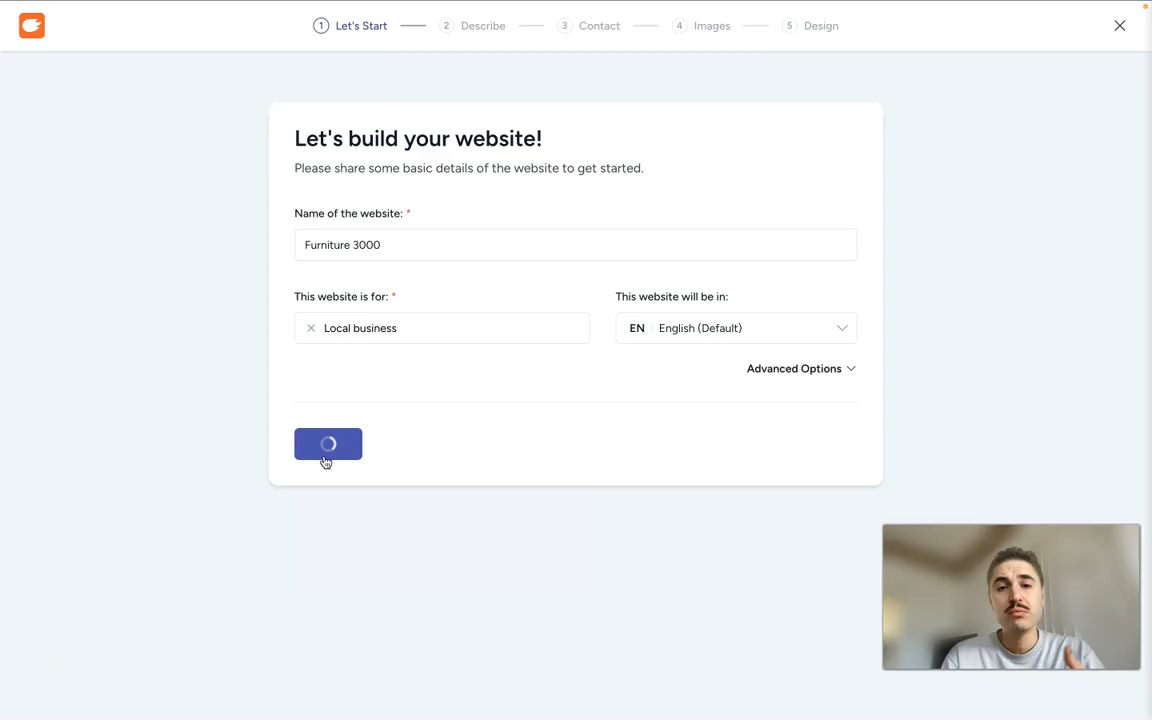 1 Let's Start 2 Describe 3 Contact 4 Images 5 Design
Let's build your website!
Please share some basic details of the website to get started.
Name of the website: *
Furniture 3000
This website is for: * This website will be in:
Local business EN English (Default)
Advanced Options